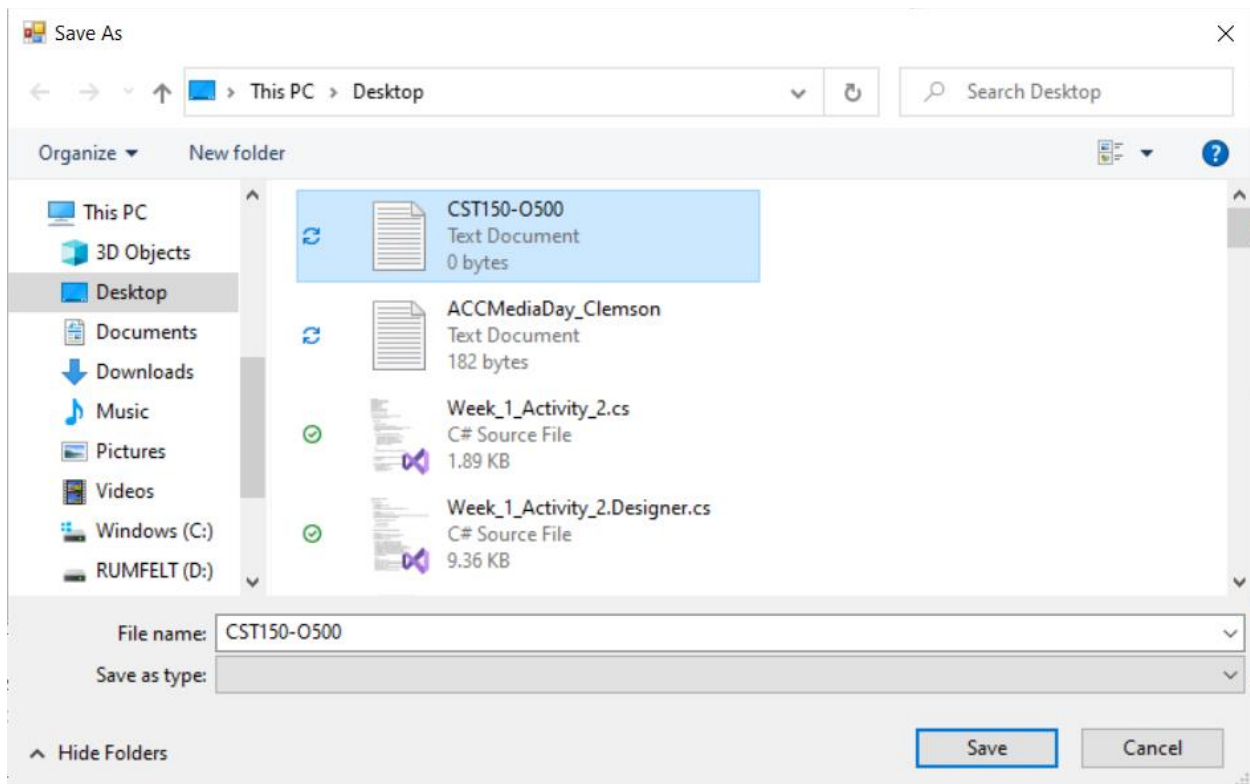 Save As
This PC > Desktop
Search Desktop
Organize
New folder
This PC
3D Objects
Desktop
Documents
Downloads
Music
Pictures
Videos
Windows (C:)
RUMFELT (D:)
CST150-O500
Text Document
0 bytes
ACCMediaDay_Clemson
Text Document
182 bytes
Week_1_Activity_2.cs
C# Source File
1.89 KB
Week_1_Activity_2.Designer.cs
C# Source File
9.36 KB
File name: CST150-O500
Save as type:
Hide Folders
Save
Cancel